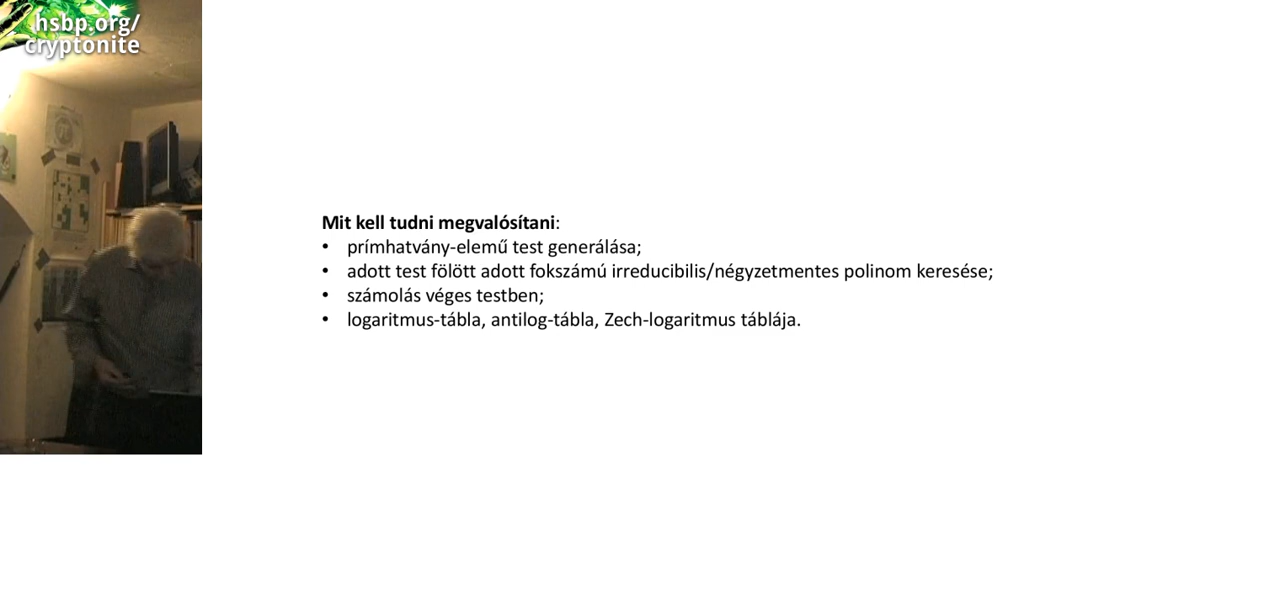 hsbp.org/
cryptonite
Mit kell tudni megvalósítani:
• prímhatvány-elemű test generálása;
• adott test fölött adott fokszámú irreducibilis/négyzetmentes polinom keresése;
• számolás véges testben;
• logaritmus-tábla, antilog-tábla, Zech-logaritmus táblája.